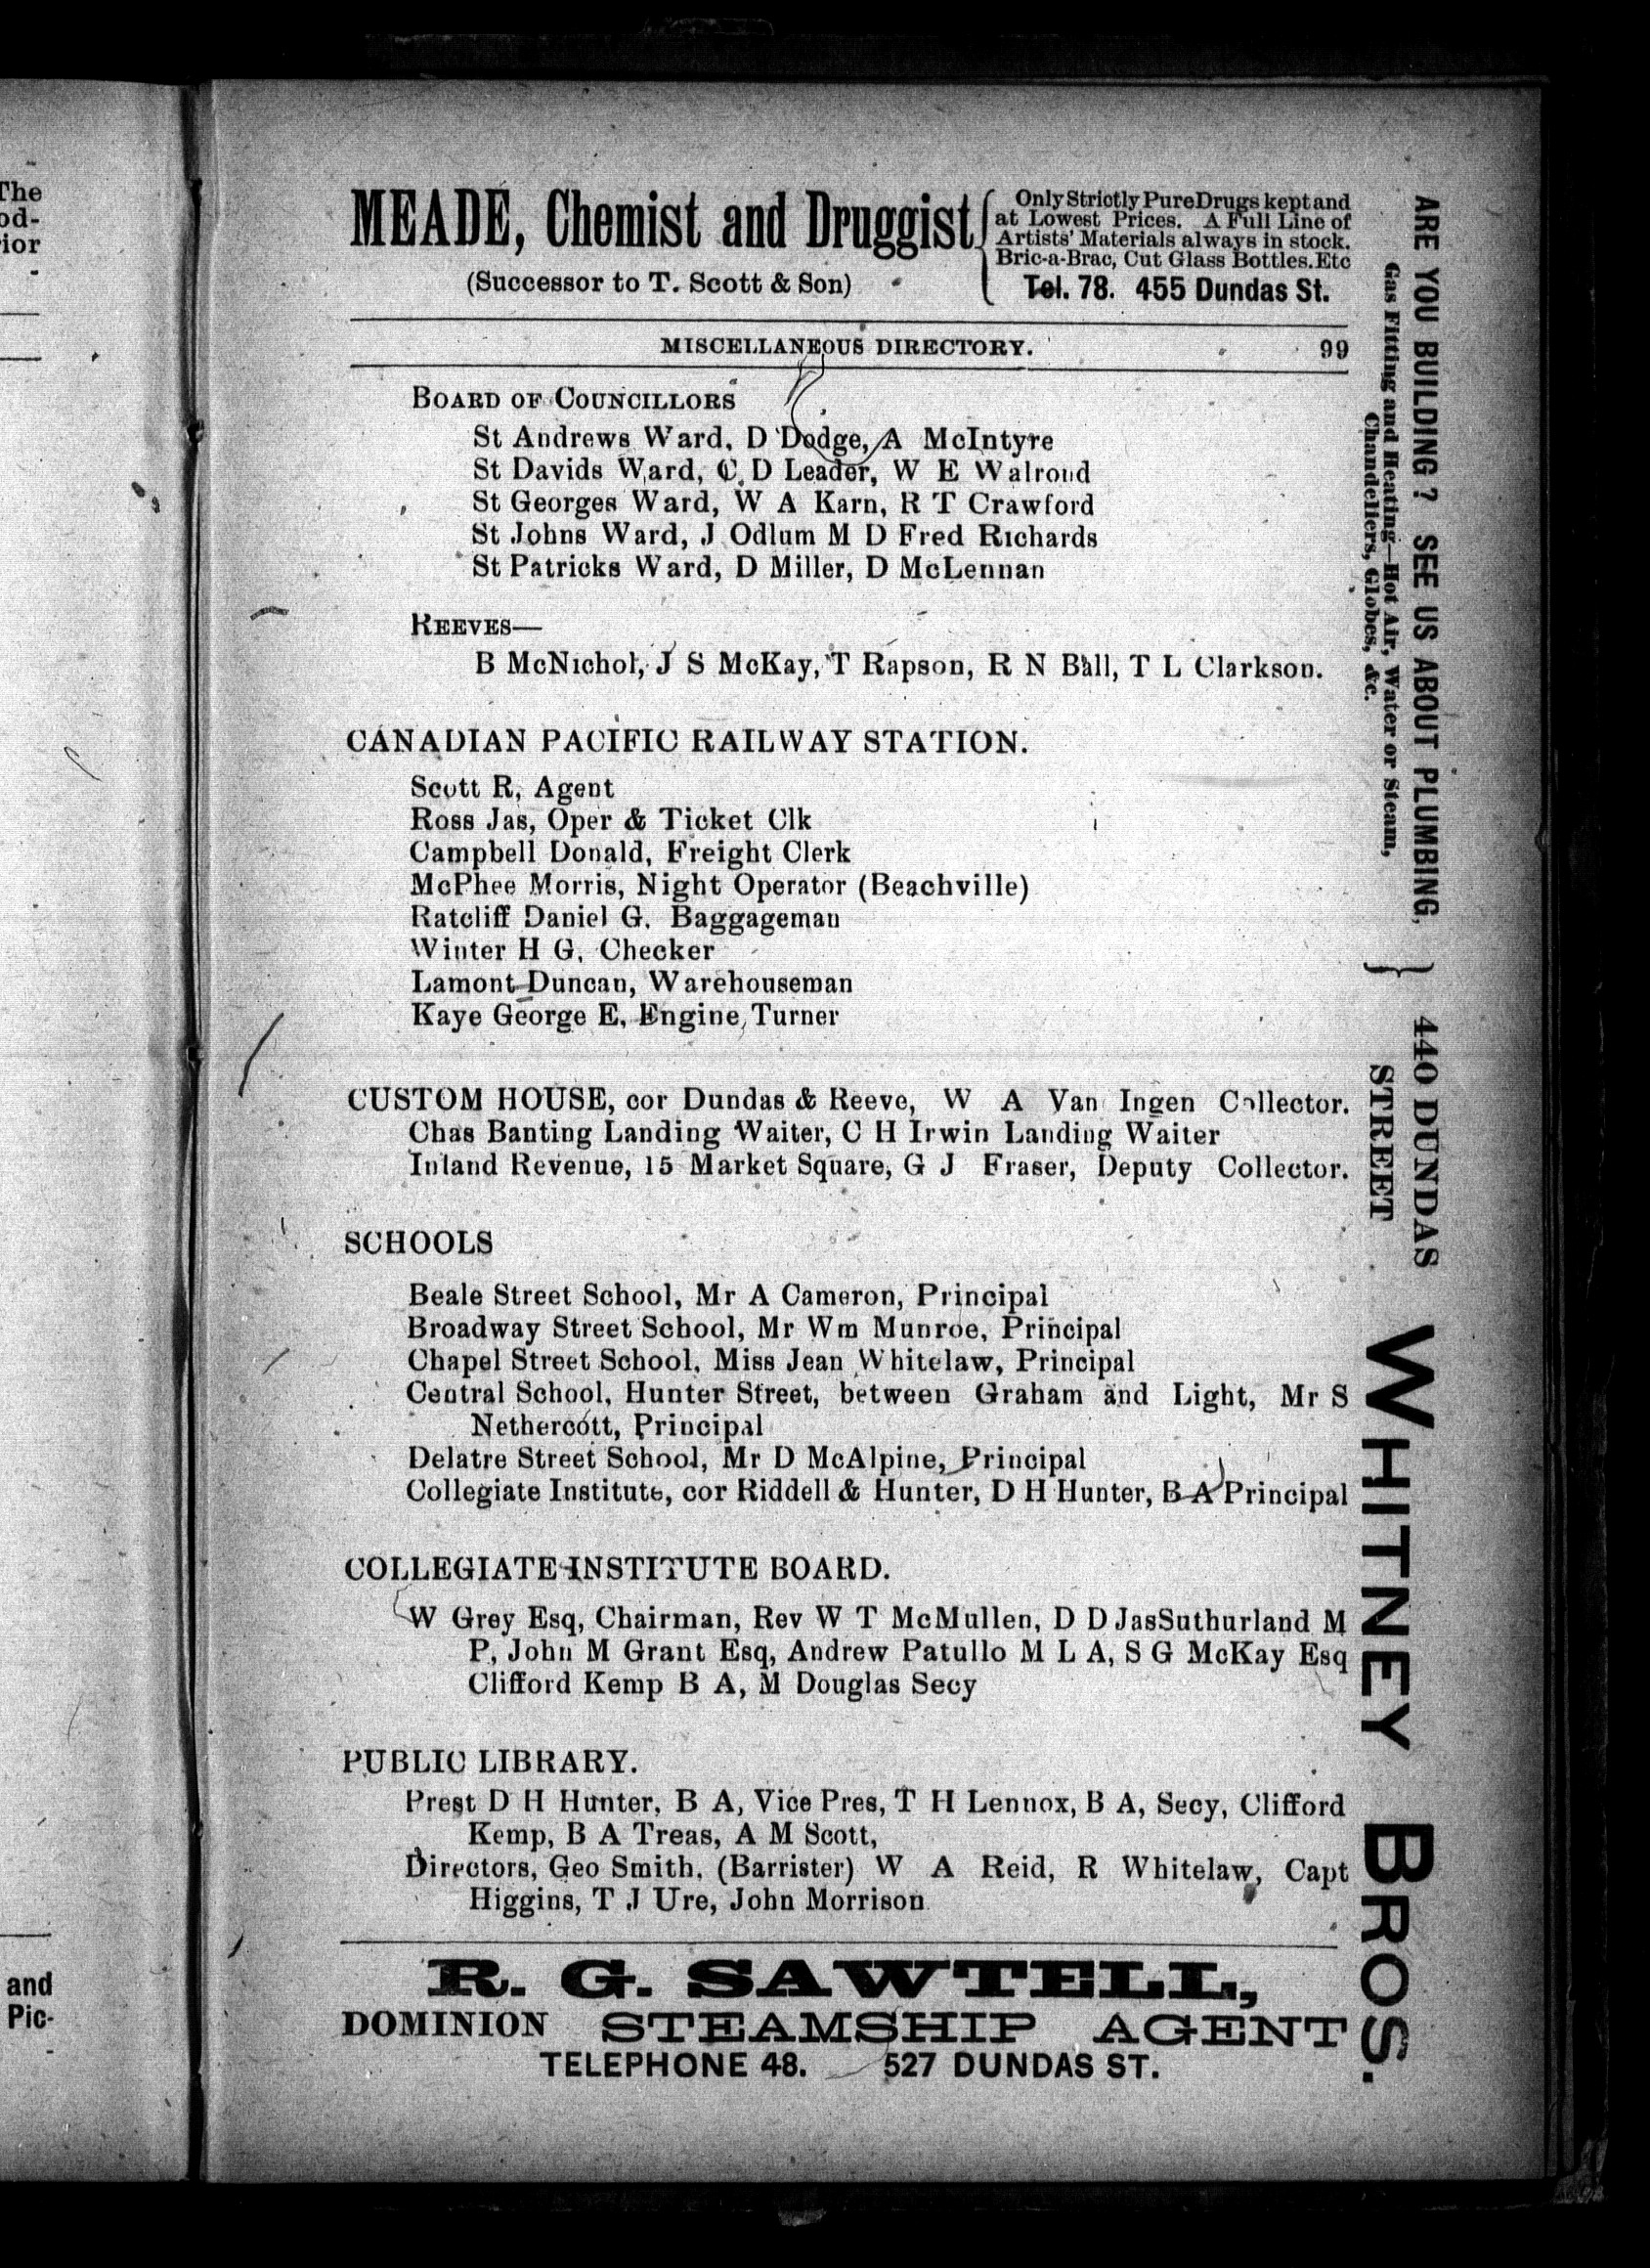 The
od-
ior
-
and
Pic-
-
MEADE, Chemist and Druggist
(Successor to T. Scott & Son)
Only Strictly Pure Drugs kept and
at Lowest Prices. A Full Line of
Artists' Materials always in stock.
Bric-a-Brac, Cut Glass Bottles. Etc
Tel. 78. 455 Dundas St.
MISCELLANEOUS DIRECTORY. 99
BOARD OF COUNCILLORS
St Andrews Ward, D Dodge, A McIntyre
St Davids Ward, C D Leader, W E Walrond
St Georges Ward, W A Karn, R T Crawford
St Johns Ward, J Odlum M D Fred Richards
St Patricks Ward, D Miller, D McLennan
REEVES—
B McNichol, J S McKay, T Rapson, R N Ball, T L Clarkson.
CANADIAN PACIFIC RAILWAY STATION.
Scott R, Agent
Ross Jas, Oper & Ticket Clk
Campbell Donald, Freight Clerk
McPhee Morris, Night Operator (Beachville)
Ratcliff Daniel G. Baggageman
Winter H G, Checker
Lamont Duncan, Warehouseman
Kaye George E, Engine Turner
CUSTOM HOUSE, cor Dundas & Reeve, W A Van Ingen Collector.
Chas Banting Landing Waiter, C H Irwin Landing Waiter
Inland Revenue, 15 Market Square, G J Fraser, Deputy Collector.
SCHOOLS
Beale Street School, Mr A Cameron, Principal
Broadway Street School, Mr Wm Munroe, Principal
Chapel Street School, Miss Jean Whitelaw, Principal
Central School, Hunter Street, between Graham and Light, Mr S
Nethercott, Principal
Delatre Street School, Mr D McAlpine, Principal
Collegiate Institute, cor Riddell & Hunter, D H Hunter, B A Principal
COLLEGIATE INSTITUTE BOARD.
W Grey Esq, Chairman, Rev W T McMullen, D D Jas Suthurland M
P, John M Grant Esq, Andrew Patullo M L A, S G McKay Esq
Clifford Kemp B A, M Douglas Secy
PUBLIC LIBRARY.
Prest D H Hunter, B A, Vice Pres, T H Lennox, B A, Secy, Clifford
Kemp, B A Treas, A M Scott,
Directors, Geo Smith, (Barrister) W A Reid, R Whitelaw, Capt
Higgins, T J Ure, John Morrison
R. G. SAWTELL,
DOMINION STEAMSHIP AGENT
TELEPHONE 48. 527 DUNDAS ST.
ARE YOU BUILDING? SEE US ABOUT PLUMBING,
Gas Fitting and Heating—Hot Air, Water or Steam,
Chandeliers, Globes, &c.
440 DUNDAS
STREET
WHITNEY BROS.